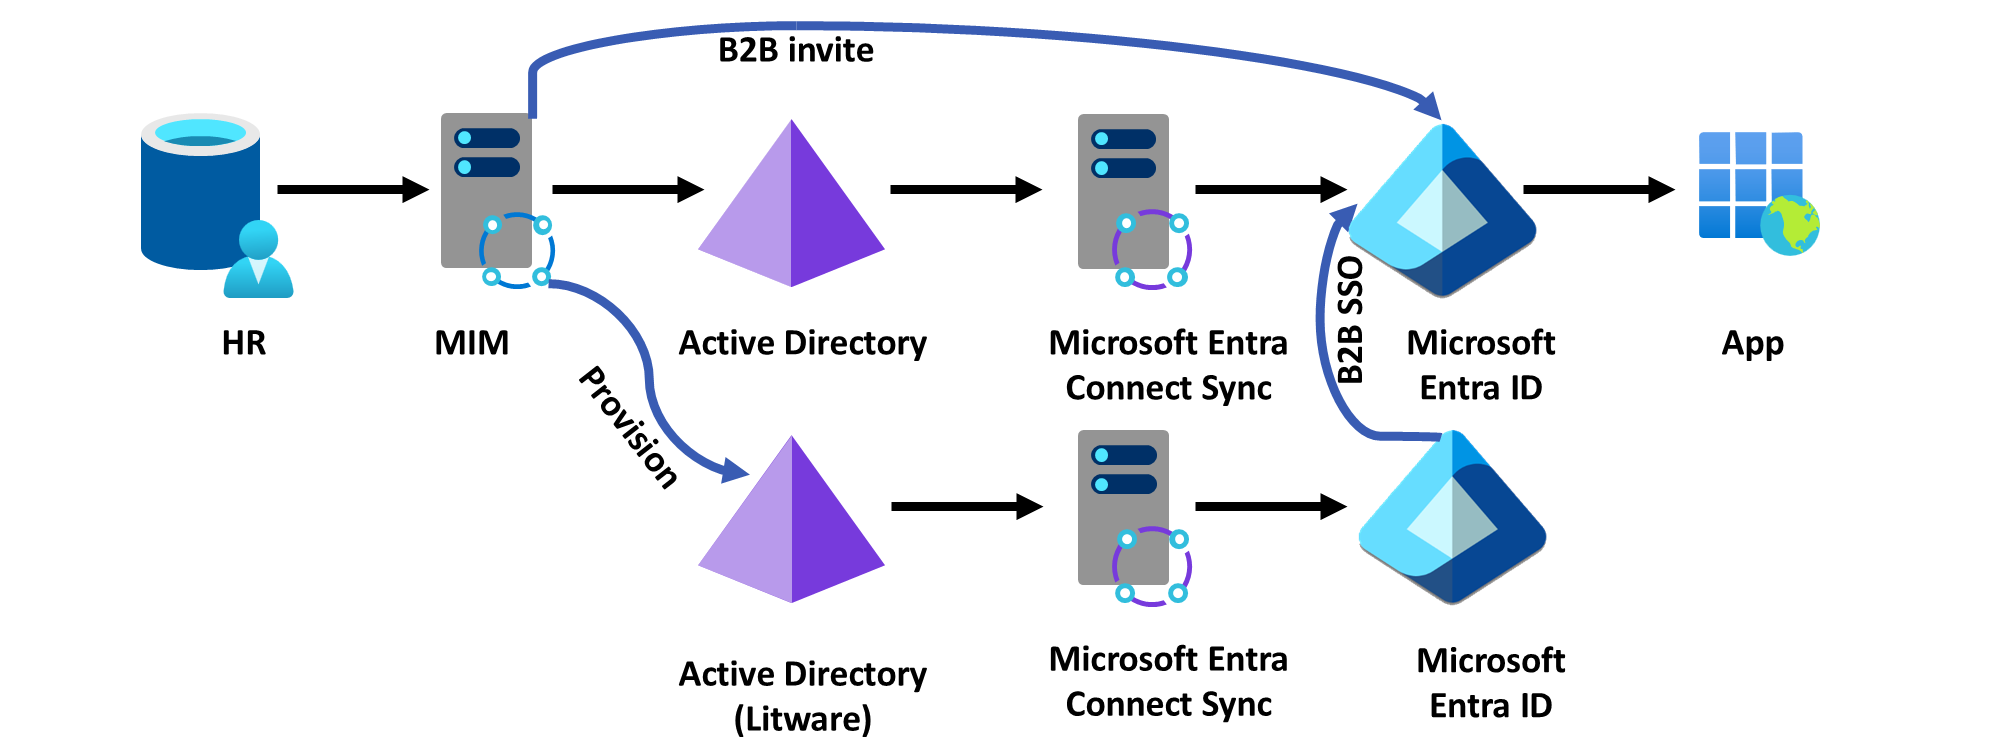 B2B invite
HR
MIM
Active Directory
Microsoft Entra
Connect Sync
B2B SSO
Microsoft
Entra ID
App
Provision
Active Directory
(Litware)
Microsoft Entra
Connect Sync
Microsoft
Entra ID